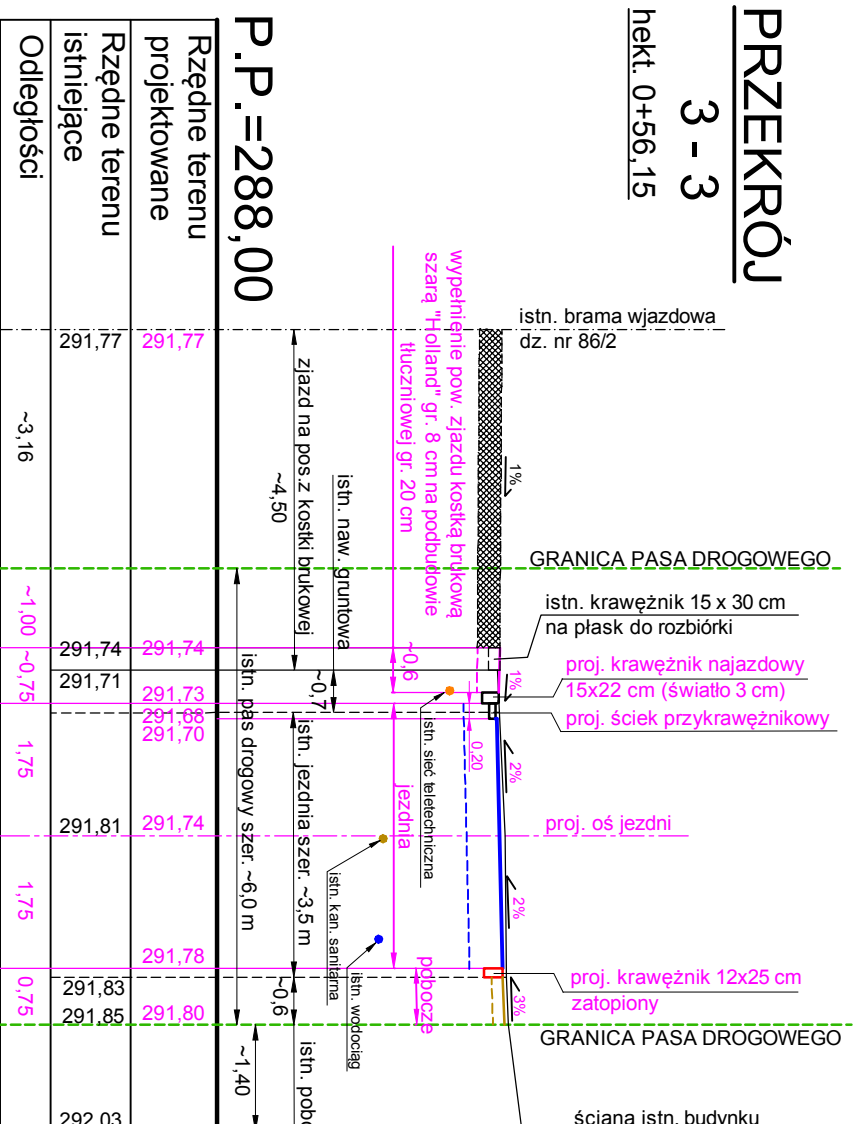 PRZEKRÓJ
3 - 3
hekt. 0+56,15
istn. brama wjazdowa
dz. nr 86/2
1%
GRANICA PASA DROGOWEGO
istn. krawężnik 15 x 30 cm
na płask do rozbiórki
proj. krawężnik najazdowy
15x22 cm (światło 3 cm)
proj. ściek przykrawężnikowy
1%
2%
proj. oś jezdni
2%
proj. krawężnik 12x25 cm
zatopiony
3%
GRANICA PASA DROGOWEGO
ściana istn. budynku
wypełnienie pow. zjazdu kostką brukową
szarą "Holland" gr. 8 cm na podbudowie
tłuczniowej gr. 20 cm
~0,6
0,20
jezdnia
pobocze
istn. sieć teletechniczna
istn. kan. sanitarna
istn. wodociąg
istn. naw. gruntowa
~0,7
zjazd na pos.z kostki brukowej
~4,50
istn. jezdnia szer. ~3,5 m
~0,6
istn. pobo
istn. pas drogowy szer. ~6,0 m
~1,40
P.P.=288,00
Rzędne terenu
projektowane
291,77
291,74
291,73
291,68
291,70
291,74
291,78
291,80
Rzędne terenu
istniejące
291,77
291,74
291,71
291,81
291,83
291,85
292,03
Odległości
~3,16
~1,00
~0,75
1,75
1,75
0,75